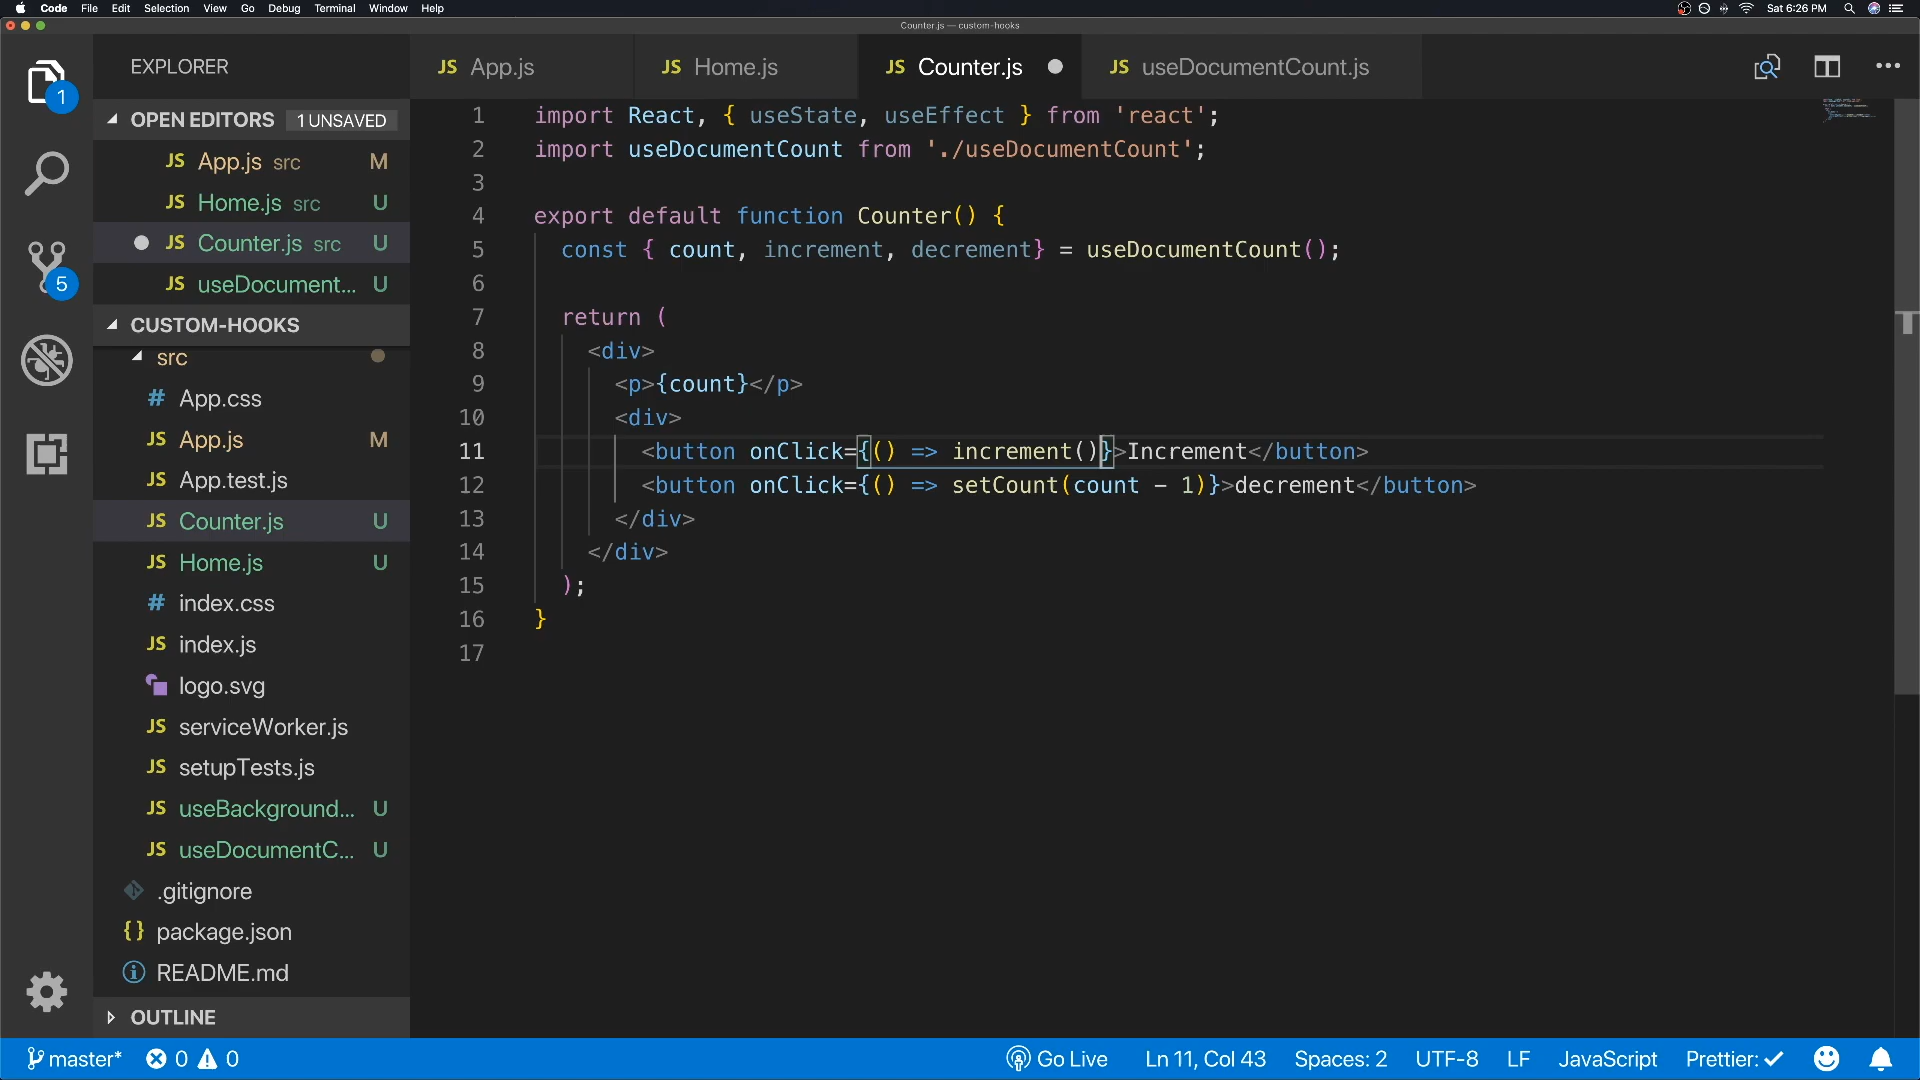 Code File Edit Selection View Go Debug Terminal Window Help Sat 6:26 PM
Counter.js — custom-hooks
EXPLORER
JS App.js
JS Home.js
JS Counter.js
JS useDocumentCount.js
1
OPEN EDITORS 1 UNSAVED
JS App.js src M
JS Home.js src U
JS Counter.js src U
JS useDocument... U
5
CUSTOM-HOOKS
src
# App.css
JS App.js M
JS App.test.js
JS Counter.js U
JS Home.js U
# index.css
JS index.js
logo.svg
JS serviceWorker.js
JS setupTests.js
JS useBackground... U
JS useDocumentC... U
.gitignore
{} package.json
README.md
OUTLINE
1 import React, { useState, useEffect } from 'react';
2 import useDocumentCount from './useDocumentCount';
3
4 export default function Counter() {
5 const { count, increment, decrement} = useDocumentCount();
6
7 return (
8 <div>
9 <p>{count}</p>
10 <div>
11 <button onClick={() => increment()}>Increment</button>
12 <button onClick={() => setCount(count - 1)}>decrement</button>
13 </div>
14 </div>
15 );
16 }
17
master* 0 0 Go Live Ln 11, Col 43 Spaces: 2 UTF-8 LF JavaScript Prettier: ✓